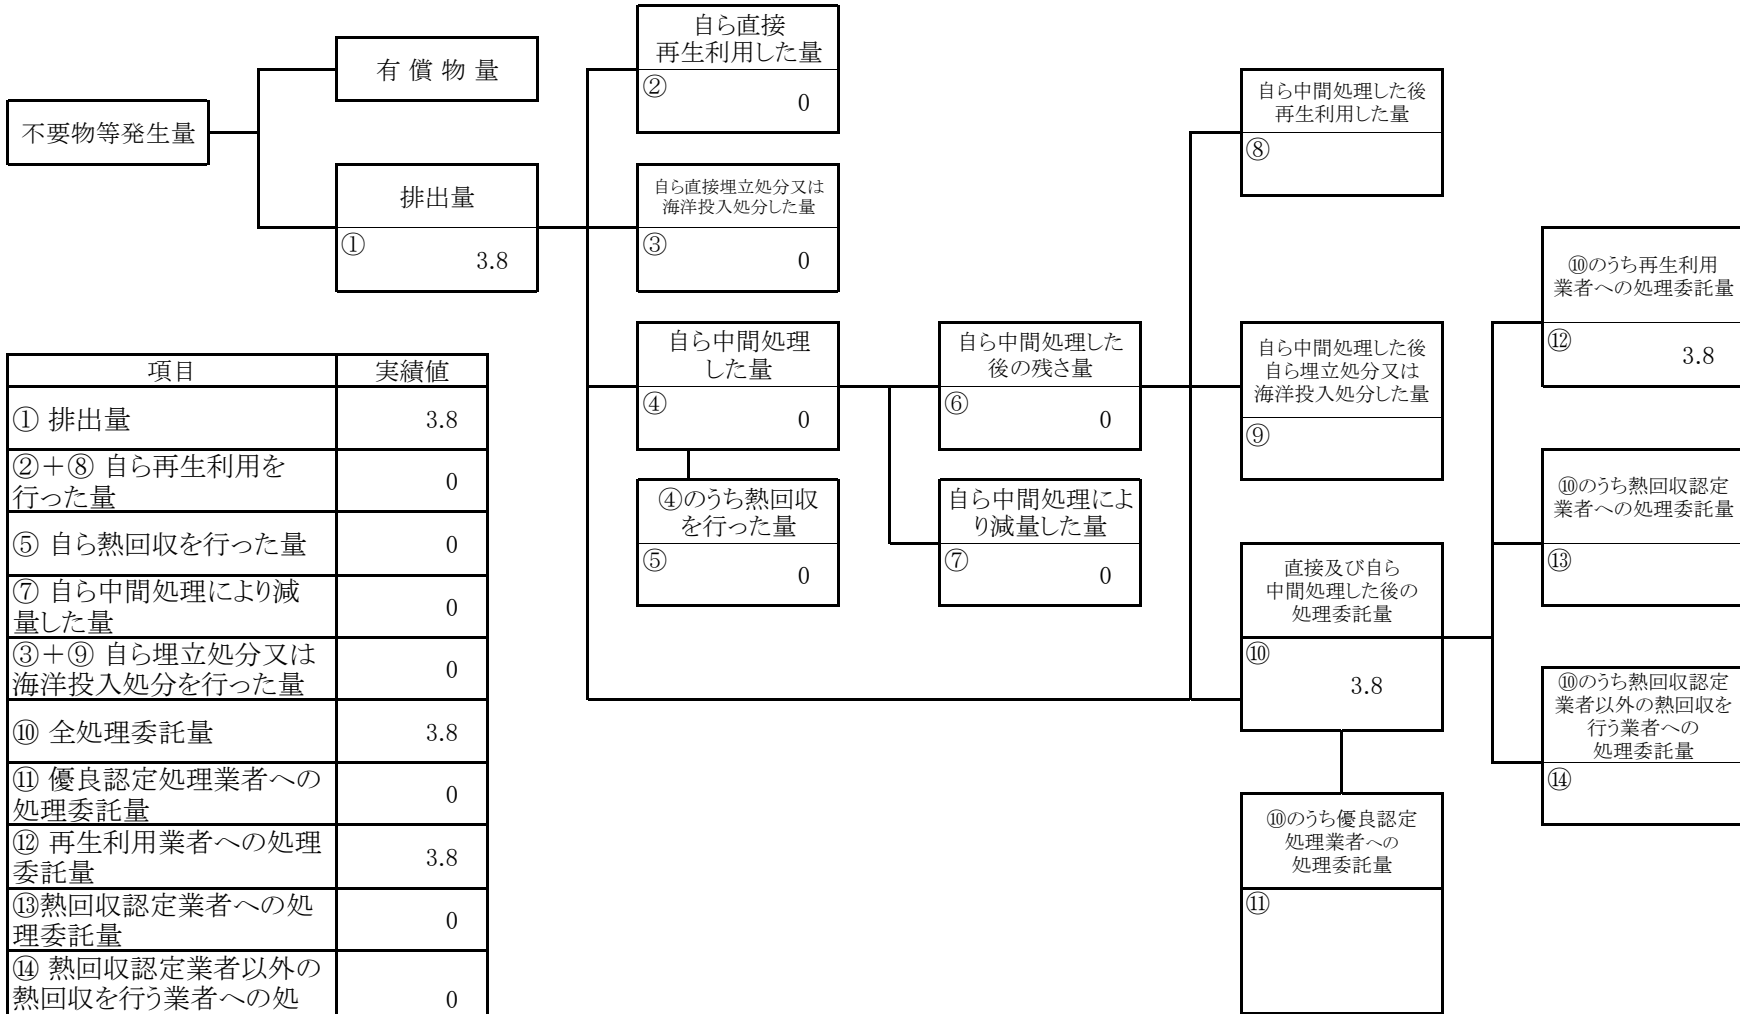 不要物等発生量
有 償 物 量
排出量
①
3.8
自ら直接
再生利用した量
②
0
自ら直接埋立処分又は
海洋投入処分した量
③
0
自ら中間処理
した量
④
0
④のうち熱回収
を行った量
⑤
0
自ら中間処理した
後の残さ量
⑥
0
自ら中間処理によ
り減量した量
⑦
0
自ら中間処理した後
再生利用した量
⑧
自ら中間処理した後
自ら埋立処分又は
海洋投入処分した量
⑨
直接及び自ら
中間処理した後の
処理委託量
⑩
3.8
⑩のうち優良認定
処理業者への
処理委託量
⑪
⑩のうち再生利用
業者への処理委託量
⑫
3.8
⑩のうち熱回収認定
業者への処理委託量
⑬
⑩のうち熱回収認定
業者以外の熱回収を
行う業者への
処理委託量
⑭
項目 実績値
① 排出量 3.8
②+⑧ 自ら再生利用を
行った量 0
⑤ 自ら熱回収を行った量 0
⑦ 自ら中間処理により減
量した量 0
③+⑨ 自ら埋立処分又は
海洋投入処分を行った量 0
⑩ 全処理委託量 3.8
⑪ 優良認定処理業者への
処理委託量 0
⑫ 再生利用業者への処理
委託量 3.8
⑬熱回収認定業者への処
理委託量 0
⑭ 熱回収認定業者以外の
熱回収を行う業者への処 0